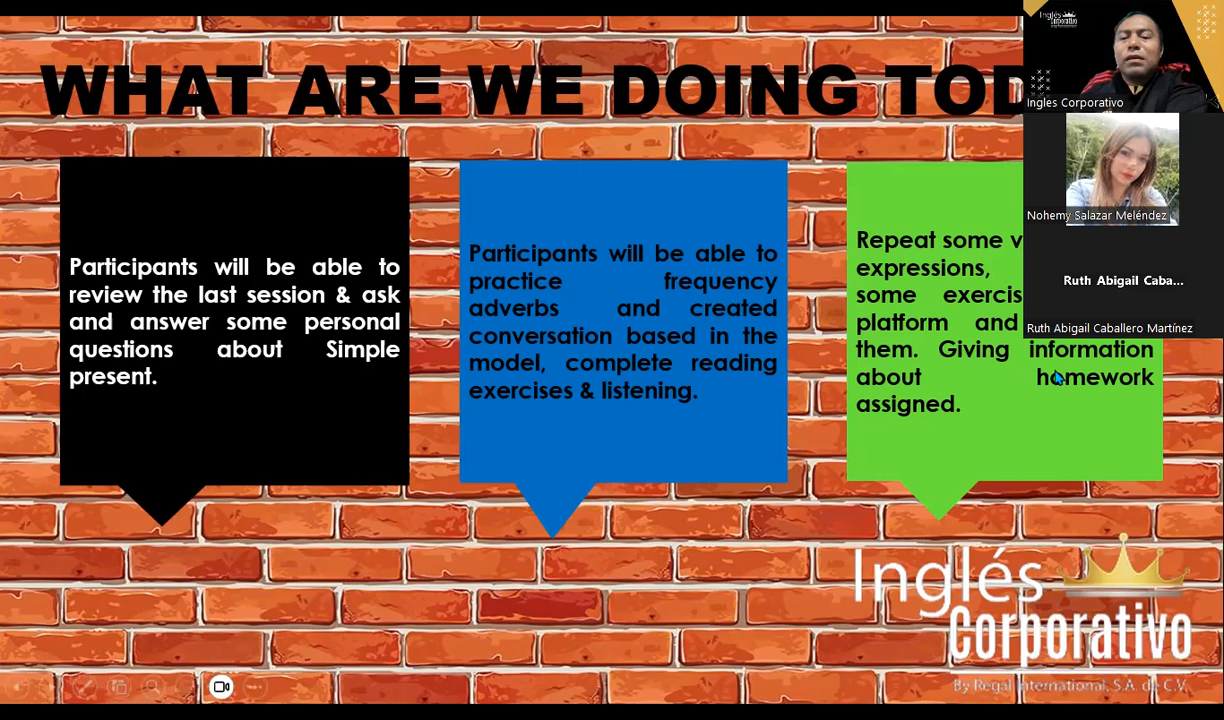 WHAT ARE WE DOING TOD
Participants will be able to
review the last session & ask
and answer some personal
questions about Simple
present.
Participants will be able to
practice frequency
adverbs and created
conversation based in the
model, complete reading
exercises & listening.
Repeat some v
expressions,
some exercis
platform and
them. Giving information
about homework
assigned.
Inglés
Corporativo
By Regal International, S.A. de C.V.
Inglés
Corporativo
Ingles Corporativo
Nohemy Salazar Meléndez
Ruth Abigail Caba...
Ruth Abigail Caballero Martínez